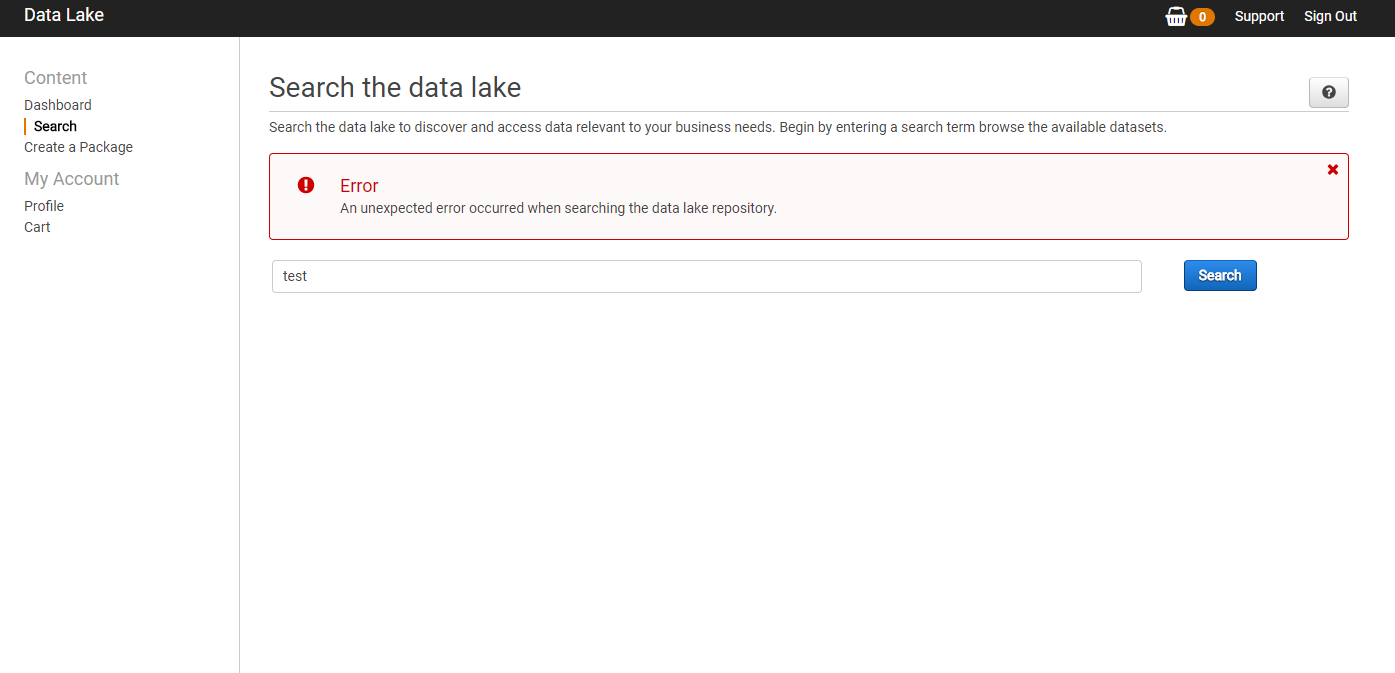 Data Lake
0 Support Sign Out
Content
Dashboard
Search
Create a Package
My Account
Profile
Cart
Search the data lake
?
Search the data lake to discover and access data relevant to your business needs. Begin by entering a search term browse the available datasets.
Error
An unexpected error occurred when searching the data lake repository.
test
Search